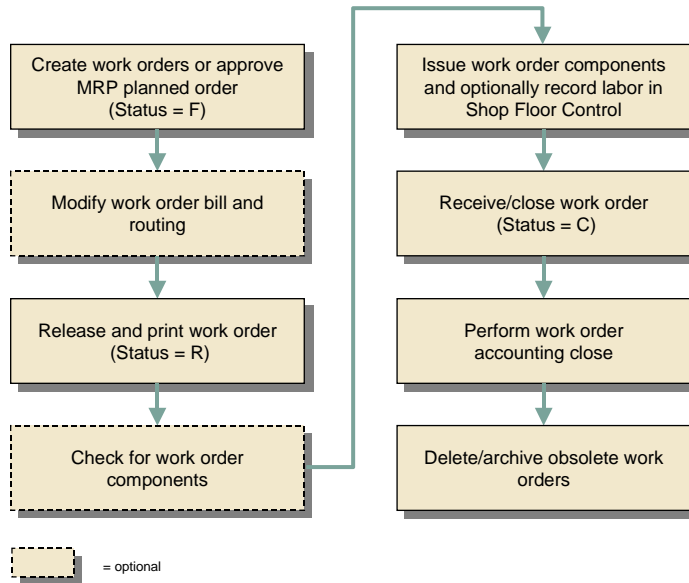 Create work orders or approve
MRP planned order
(Status = F)
Modify work order bill and
routing
Release and print work order
(Status = R)
Check for work order
components
Issue work order components
and optionally record labor in
Shop Floor Control
Receive/close work order
(Status = C)
Perform work order
accounting close
Delete/archive obsolete work
orders
= optional